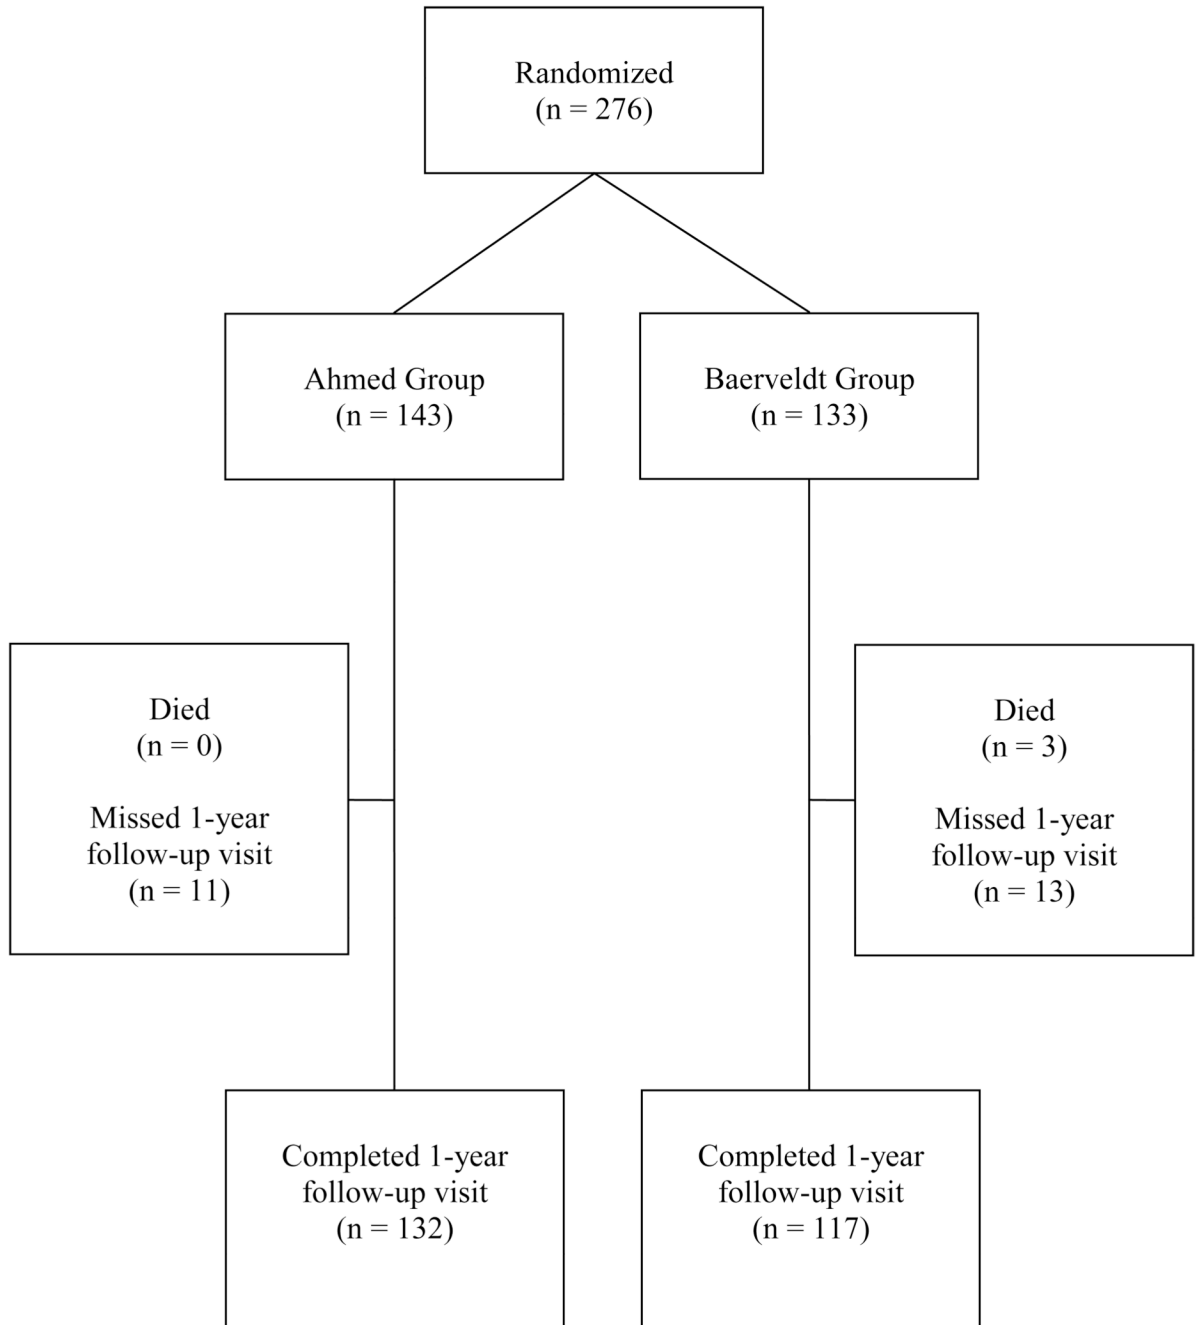 Randomized
(n = 276)
Ahmed Group
(n = 143)
Baerveldt Group
(n = 133)
Died
(n = 0)
Missed 1-year
follow-up visit
(n = 11)
Died
(n = 3)
Missed 1-year
follow-up visit
(n = 13)
Completed 1-year
follow-up visit
(n = 132)
Completed 1-year
follow-up visit
(n = 117)